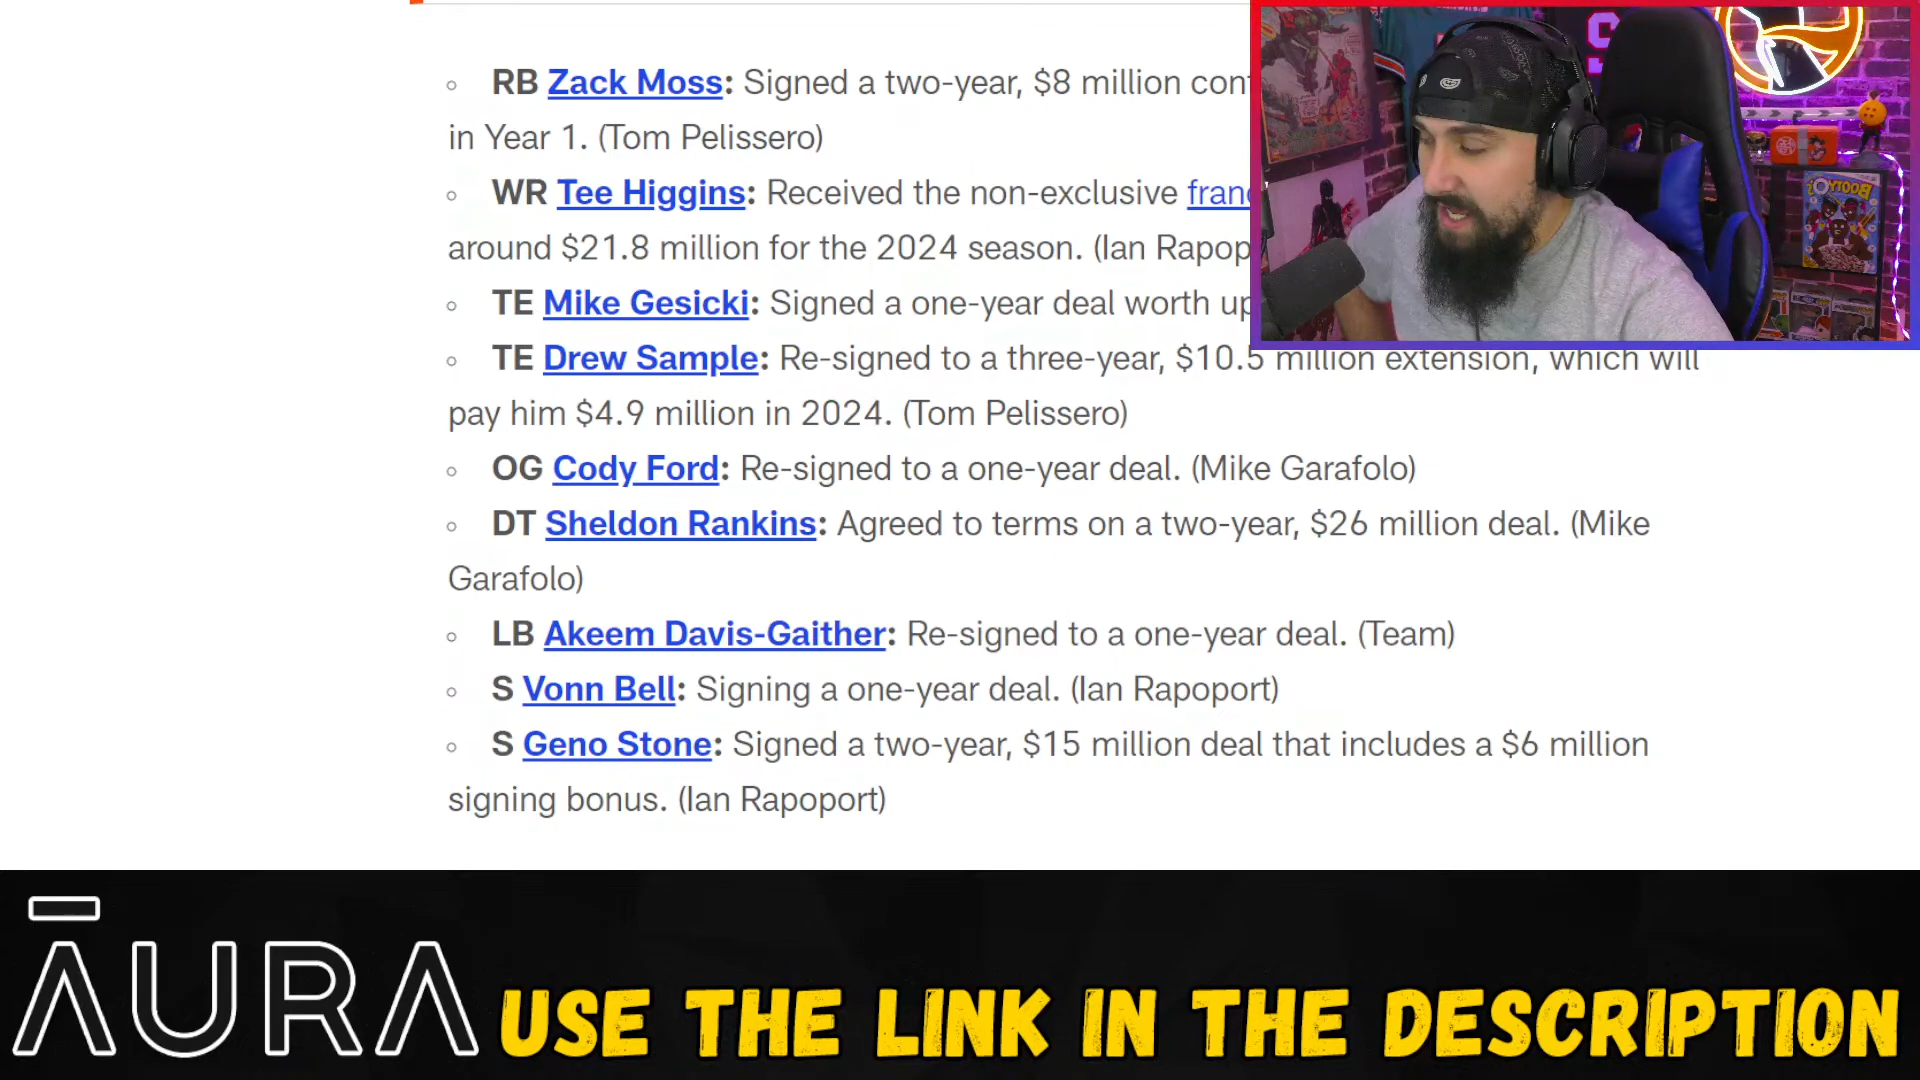 ◦ RB Zack Moss: Signed a two-year, $8 million
in Year 1. (Tom Pelissero)
◦ WR Tee Higgins: Received the non-exclusive
around $21.8 million for the 2024 season. (Ian
◦ TE Mike Gesicki: Signed a one-year deal worth up
◦ TE Drew Sample: Re-signed to a three-year, $10.5 million extension, which will
pay him $4.9 million in 2024. (Tom Pelissero)
◦ OG Cody Ford: Re-signed to a one-year deal. (Mike Garafolo)
◦ DT Sheldon Rankins: Agreed to terms on a two-year, $26 million deal. (Mike
Garafolo)
◦ LB Akeem Davis-Gaither: Re-signed to a one-year deal. (Team)
◦ S Vonn Bell: Signing a one-year deal. (Ian Rapoport)
◦ S Geno Stone: Signed a two-year, $15 million deal that includes a $6 million
signing bonus. (Ian Rapoport)
ĀURA USE THE LINK IN THE DESCRIPTION